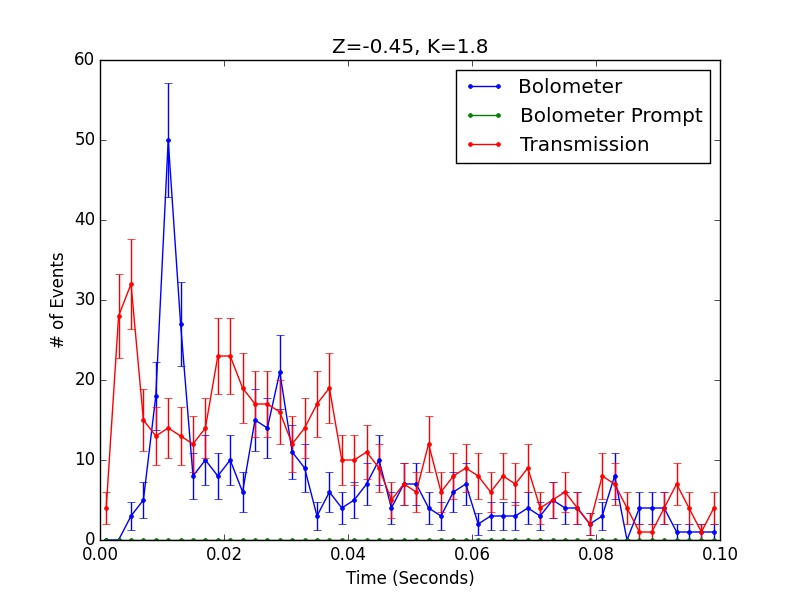 Z=-0.45, K=1.8
Bolometer
Bolometer Prompt
Transmission
60
50
40
30
20
10
0
# of Events
0.00 0.02 0.04 0.06 0.08 0.10
Time (Seconds)